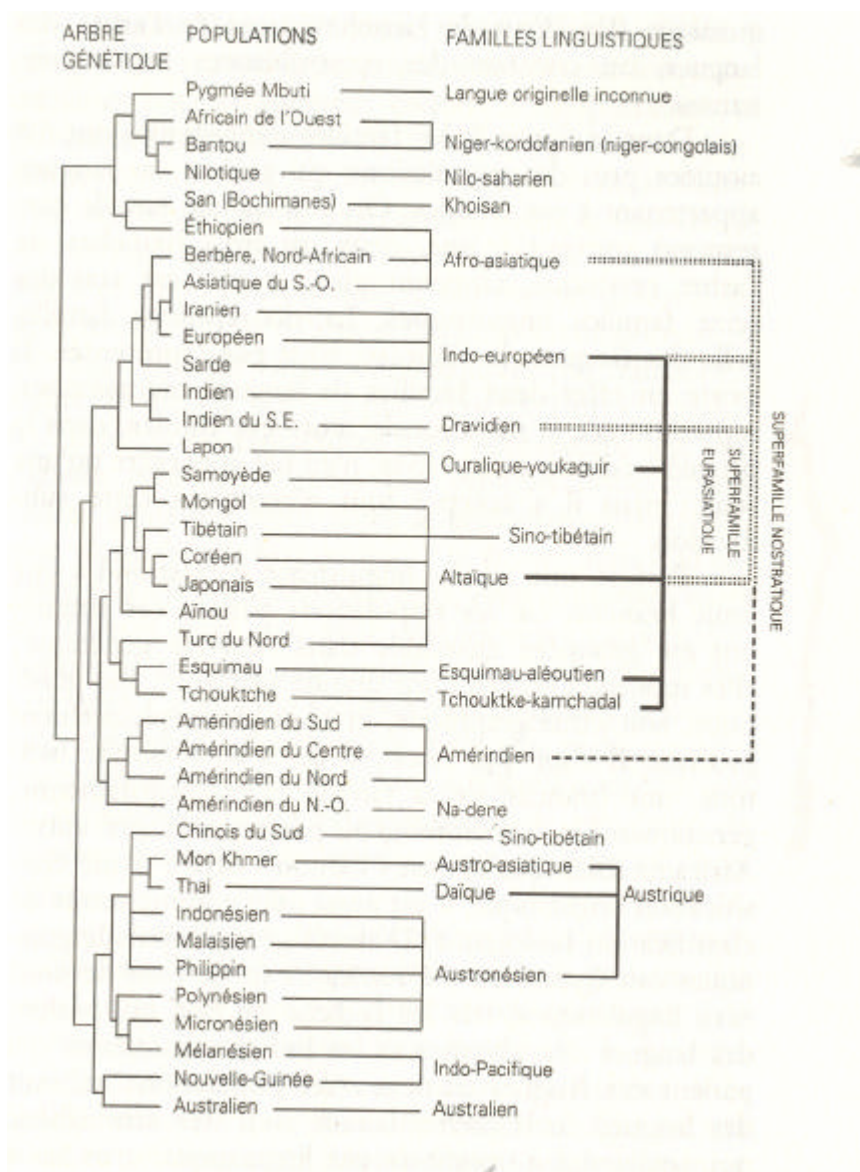 ARBRE GÉNÉTIQUE POPULATIONS FAMILLES LINGUISTIQUES
Pygmée Mbuti Langue originelle inconnue
Africain de l'Ouest
Bantou Niger-kordofanien (niger-congolais)
Nilotique Nilo-saharien
San (Bochimanes) Khoisan
Éthiopien
Berbère, Nord-Africain Afro-asiatique
Asiatique du S.-O.
Iranien
Européen Indo-européen
Sarde
Indien
Indien du S.E. Dravidien
Lapon Ouralique-youkaguir
Samoyède
Mongol
Tibétain Sino-tibétain
Coréen Altaïque
Japonais
Aïnou
Turc du Nord
Esquimau Esquimau-aléoutien
Tchouktche Tchouktke-kamchadal
Amérindien du Sud
Amérindien du Centre Amérindien
Amérindien du Nord
Amérindien du N.-O. Na-dene
Chinois du Sud Sino-tibétain
Mon Khmer Austro-asiatique
Thai Daïque Austrique
Indonésien
Malaisien
Philippin Austronésien
Polynésien
Micronésien
Mélanésien Indo-Pacifique
Nouvelle-Guinée
Australien Australien
SUPERFAMILLE
EURASIATIQUE
SUPERFAMILLE NOSTRATIQUE